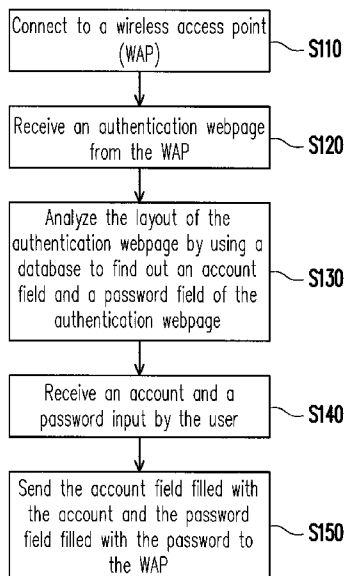 Connect to a wireless access point
(WAP)
S110
Receive an authentication webpage
from the WAP
S120
Analyze the layout of the
authentication webpage by using a
database to find out an account
field and a password field of the
authentication webpage
S130
Receive an account and a
password input by the user
S140
Send the account field filled with
the account and the password
field filled with the password to
the WAP
S150